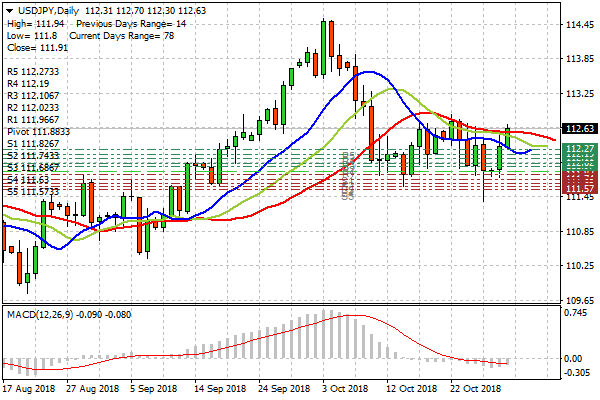 USDJPY,Daily 112.31 112.70 112.30 112.63
High= 111.94 Previous Days Range= 14
Low= 111.8 Current Days Range= 78
Close= 111.91
R5 112.2733
R4 112.19
R3 112.1067
R2 112.0233
R1 111.9667
Pivot 111.8833
S1 111.8267
S2 111.7433
S3 111.6867
S4 111.63
S5 111.5733
114.45
113.85
113.25
112.63
112.27
111.57
111.45
110.85
110.25
109.65
MACD(12,26,9) -0.090 -0.080
0.745
0.00
-0.305
17 Aug 2018
27 Aug 2018
5 Sep 2018
14 Sep 2018
24 Sep 2018
3 Oct 2018
12 Oct 2018
22 Oct 2018